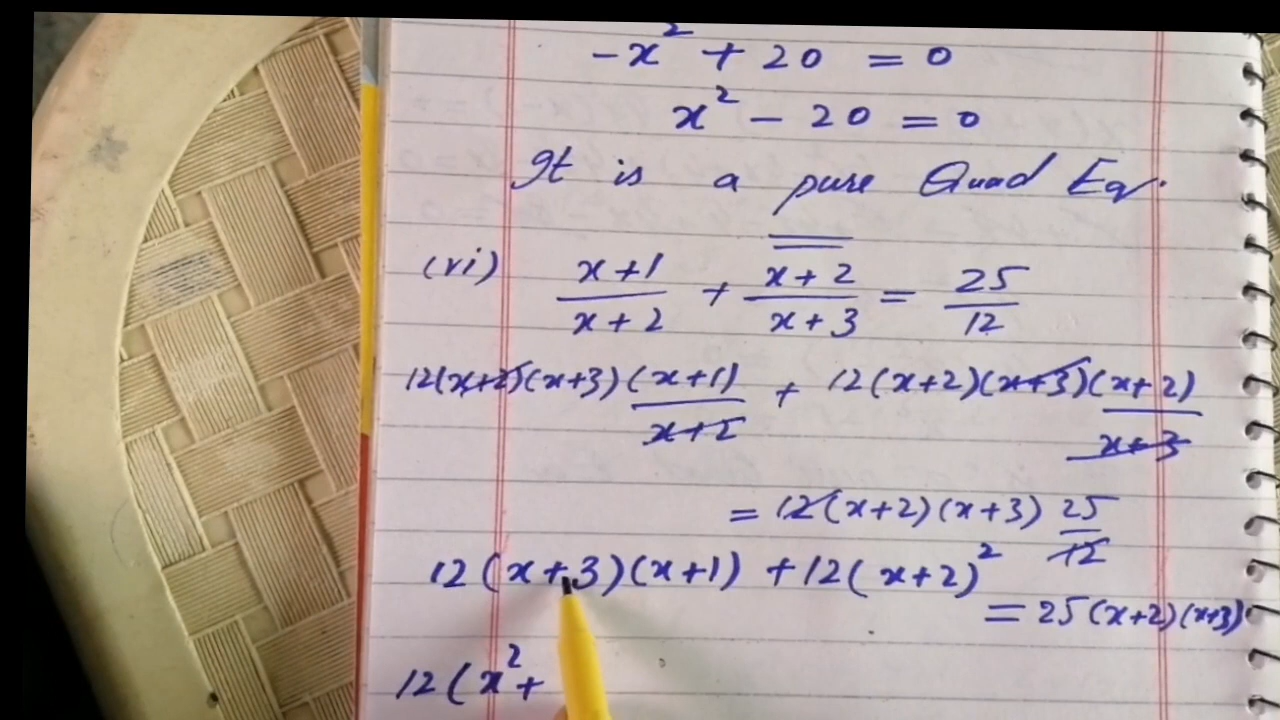 -x² + 20 = 0
x² - 20 = 0
It is a pure Quad Eq.
(vi) (x+1)/(x+2) + (x+2)/(x+3) = 25/12
12(x+2)(x+3) (x+1)/(x+2) + 12(x+2)(x+3) (x+2)/(x+3)
= 12(x+2)(x+3) 25/12
12(x+3)(x+1) + 12(x+2)²
= 25(x+2)(x+3)
12(x²+